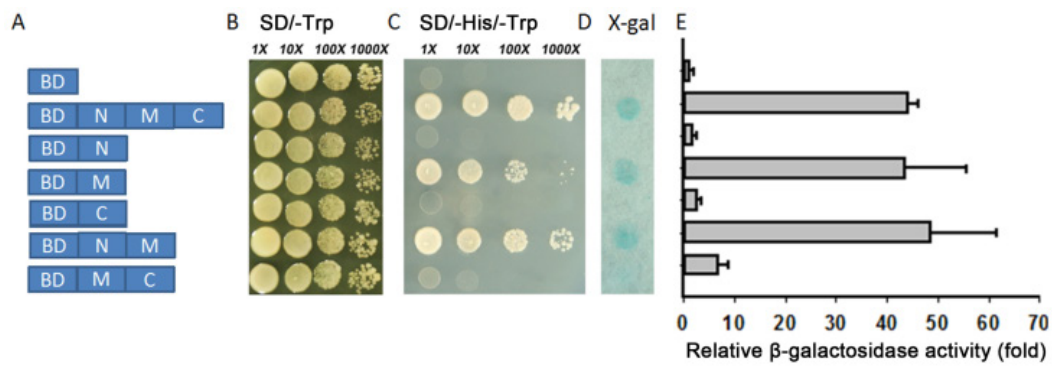 A
B SD/-Trp
C SD/-His/-Trp
D X-gal
E
1X 10X 100X 1000X
1X 10X 100X 1000X
BD
BD N M C
BD N
BD M
BD C
BD N M
BD M C
0 10 20 30 40 50 60 70
Relative β-galactosidase activity (fold)